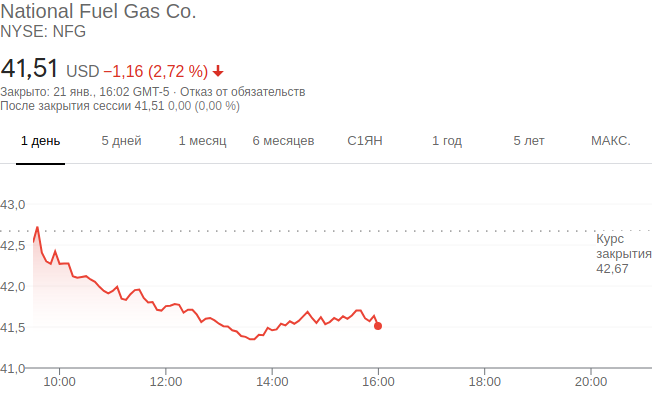 National Fuel Gas Co.
NYSE: NFG
41,51 USD −1,16 (2,72 %)
Закрыто: 21 янв., 16:02 GMT-5 · Отказ от обязательств
После закрытия сессии 41,51 0,00 (0,00 %)
1 день 5 дней 1 месяц 6 месяцев С1ЯН 1 год 5 лет МАКС.
43,0
42,5
42,0
41,5
41,0
Курс
закрытия
42,67
10:00 12:00 14:00 16:00 18:00 20:00